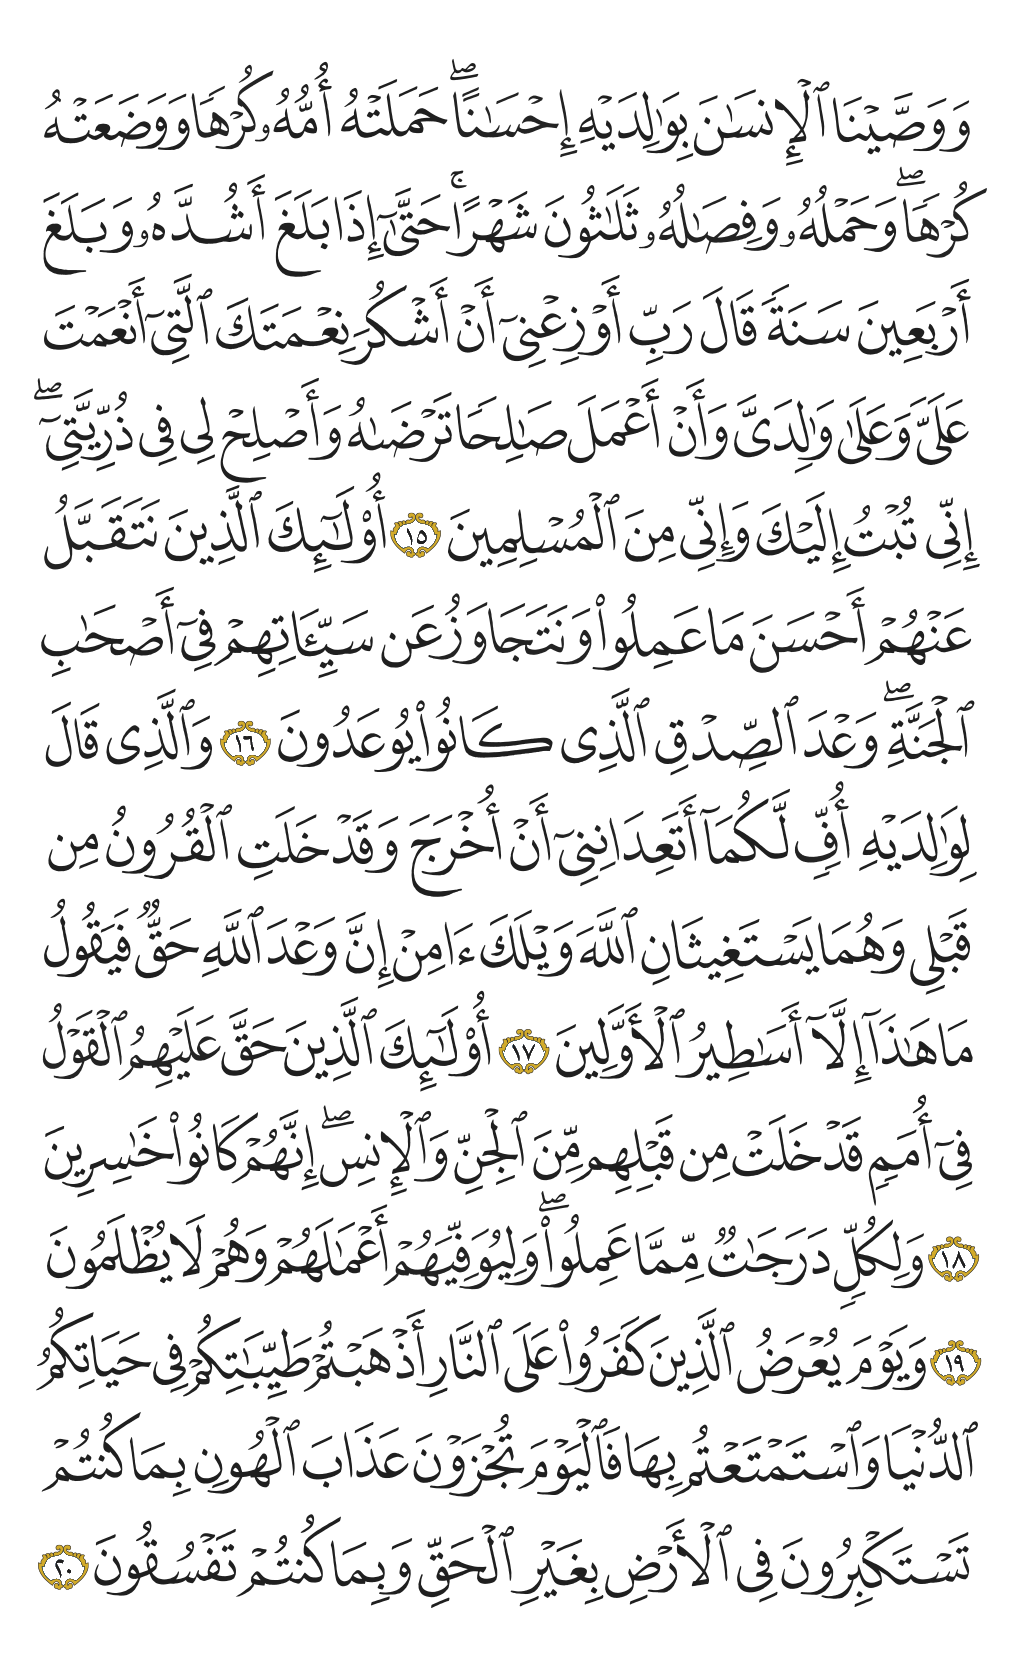 وَوَصَّيْنَا ٱلْإِنسَٰنَ بِوَٰلِدَيْهِ إِحْسَٰنًا ۖ حَمَلَتْهُ أُمُّهُۥ كُرْهًا وَوَضَعَتْهُ
كُرْهًا ۖ وَحَمْلُهُۥ وَفِصَٰلُهُۥ ثَلَٰثُونَ شَهْرًا ۚ حَتَّىٰٓ إِذَا بَلَغَ أَشُدَّهُۥ وَبَلَغَ
أَرْبَعِينَ سَنَةً قَالَ رَبِّ أَوْزِعْنِىٓ أَنْ أَشْكُرَ نِعْمَتَكَ ٱلَّتِىٓ أَنْعَمْتَ
عَلَىَّ وَعَلَىٰ وَٰلِدَىَّ وَأَنْ أَعْمَلَ صَٰلِحًا تَرْضَىٰهُ وَأَصْلِحْ لِى فِى ذُرِّيَّتِىٓ ۖ
إِنِّى تُبْتُ إِلَيْكَ وَإِنِّى مِنَ ٱلْمُسْلِمِينَ ١٥ أُو۟لَٰٓئِكَ ٱلَّذِينَ نَتَقَبَّلُ
عَنْهُمْ أَحْسَنَ مَا عَمِلُوا۟ وَنَتَجَاوَزُ عَن سَيِّـَٔاتِهِمْ فِىٓ أَصْحَٰبِ
ٱلْجَنَّةِ ۖ وَعْدَ ٱلصِّدْقِ ٱلَّذِى كَانُوا۟ يُوعَدُونَ ١٦ وَٱلَّذِى قَالَ
لِوَٰلِدَيْهِ أُفٍّ لَّكُمَآ أَتَعِدَانِنِىٓ أَنْ أُخْرَجَ وَقَدْ خَلَتِ ٱلْقُرُونُ مِن
قَبْلِى وَهُمَا يَسْتَغِيثَانِ ٱللَّهَ وَيْلَكَ ءَامِنْ إِنَّ وَعْدَ ٱللَّهِ حَقٌّ فَيَقُولُ
مَا هَٰذَآ إِلَّآ أَسَٰطِيرُ ٱلْأَوَّلِينَ ١٧ أُو۟لَٰٓئِكَ ٱلَّذِينَ حَقَّ عَلَيْهِمُ ٱلْقَوْلُ
فِىٓ أُمَمٍ قَدْ خَلَتْ مِن قَبْلِهِم مِّنَ ٱلْجِنِّ وَٱلْإِنسِ ۖ إِنَّهُمْ كَانُوا۟ خَٰسِرِينَ
١٨ وَلِكُلٍّ دَرَجَٰتٌ مِّمَّا عَمِلُوا۟ ۖ وَلِيُوَفِّيَهُمْ أَعْمَٰلَهُمْ وَهُمْ لَا يُظْلَمُونَ
١٩ وَيَوْمَ يُعْرَضُ ٱلَّذِينَ كَفَرُوا۟ عَلَى ٱلنَّارِ أَذْهَبْتُمْ طَيِّبَٰتِكُمْ فِى حَيَاتِكُمُ
ٱلدُّنْيَا وَٱسْتَمْتَعْتُم بِهَا فَٱلْيَوْمَ تُجْزَوْنَ عَذَابَ ٱلْهُونِ بِمَا كُنتُمْ
تَسْتَكْبِرُونَ فِى ٱلْأَرْضِ بِغَيْرِ ٱلْحَقِّ وَبِمَا كُنتُمْ تَفْسُقُونَ ٢٠